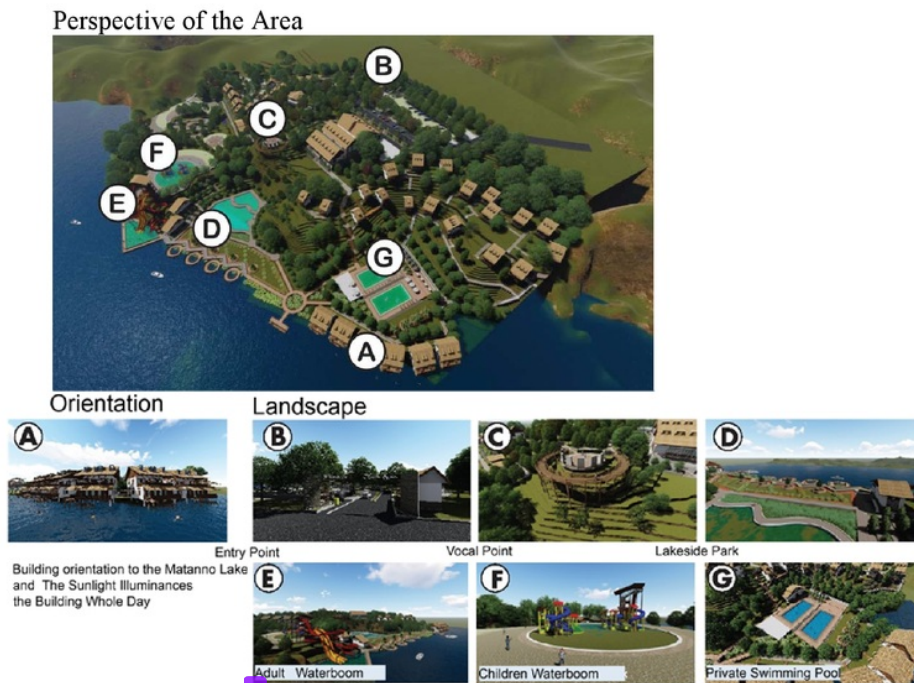 Perspective of the Area
B
C
F
E
D
G
A
Orientation
Landscape
A
B
C
D
Entry Point
Vocal Point
Lakeside Park
Building orientation to the Matanno Lake
and The Sunlight Illuminances
the Building Whole Day
E
F
G
Adult Waterboom
Children Waterboom
Private Swimming Pool